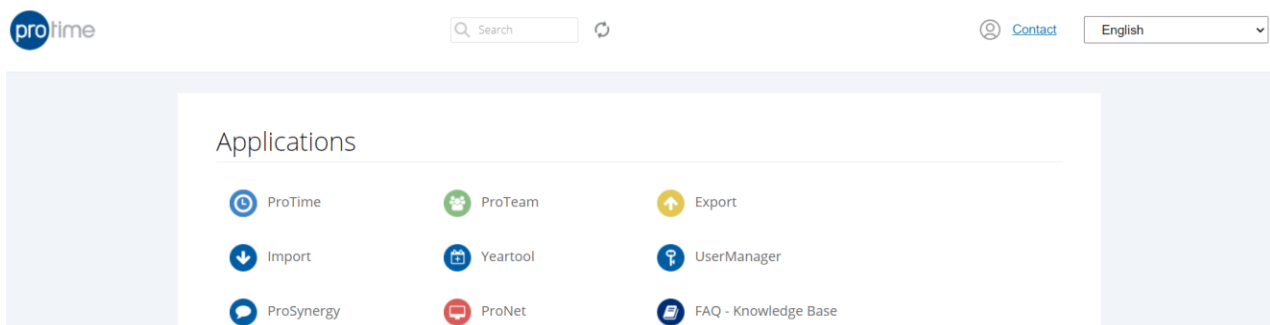 protime
Search
Contact
English
Applications
ProTime
ProTeam
Export
Import
Yeartool
UserManager
ProSynergy
ProNet
FAQ - Knowledge Base